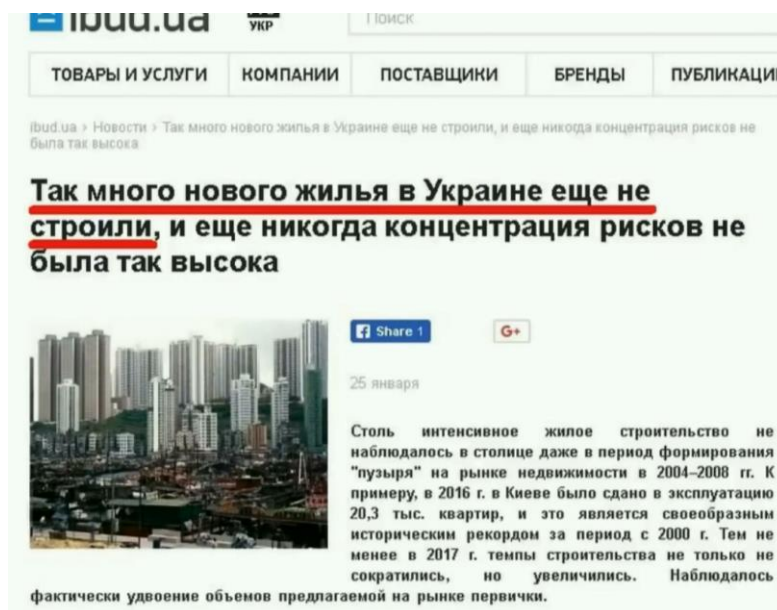 ibud.ua
УКР
Поиск
ТОВАРЫ И УСЛУГИ КОМПАНИИ ПОСТАВЩИКИ БРЕНДЫ ПУБЛИКАЦИ
ibud.ua > Новости > Так много нового жилья в Украине еще не строили, и еще никогда концентрация рисков не
была так высока
Так много нового жилья в Украине еще не
строили, и еще никогда концентрация рисков не
была так высока
Share 1
G+
25 января
Столь интенсивное жилое строительство не
наблюдалось в столице даже в период формирования
"пузыря" на рынке недвижимости в 2004–2008 гг. К
примеру, в 2016 г. в Киеве было сдано в эксплуатацию
20,3 тыс. квартир, и это является своеобразным
историческим рекордом за период с 2000 г. Тем не
менее в 2017 г. темпы строительства не только не
сократились, но увеличились. Наблюдалось
фактически удвоение объемов предлагаемой на рынке первички.